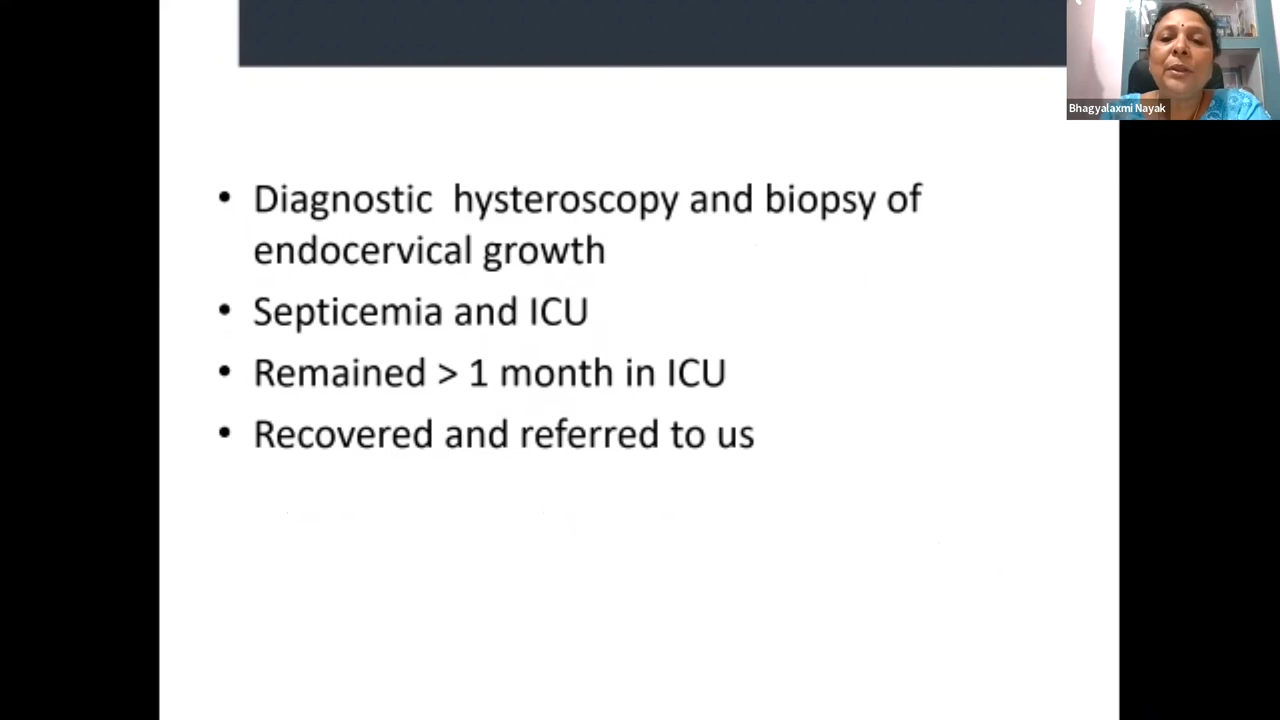 Bhagyalaxmi Nayak
• Diagnostic hysteroscopy and biopsy of
endocervical growth
• Septicemia and ICU
• Remained > 1 month in ICU
• Recovered and referred to us